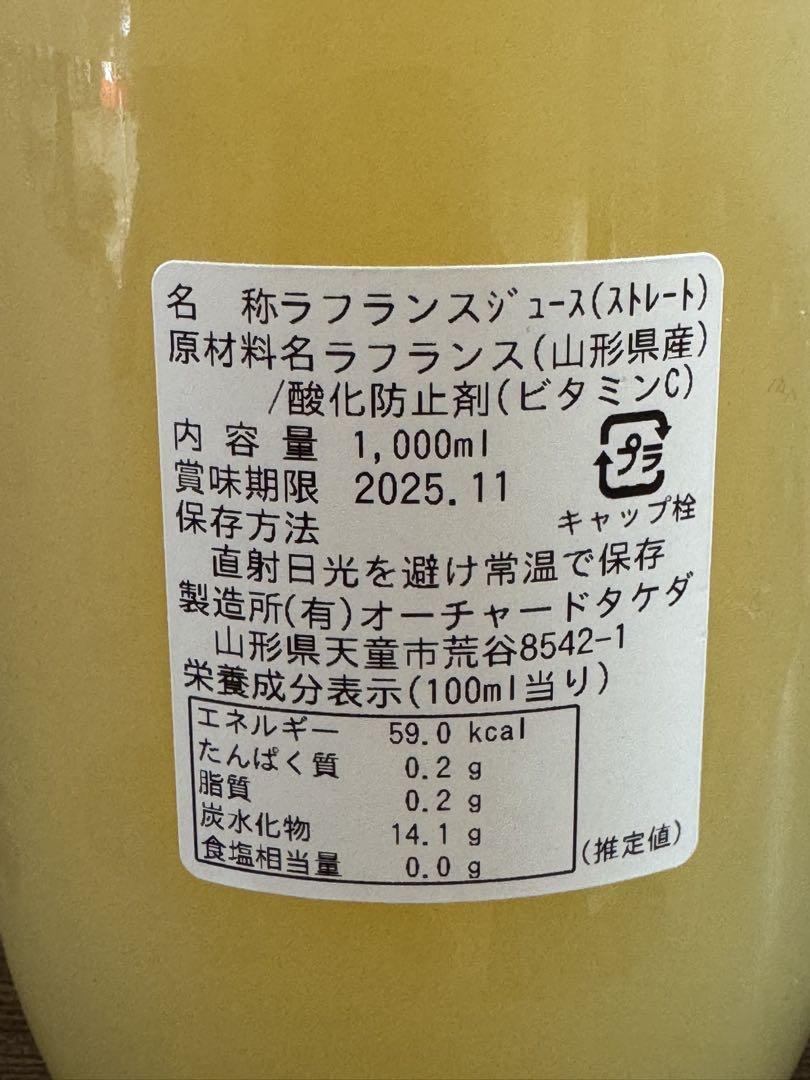 名 称ラフランスジュース(ストレート)
原材料名ラフランス(山形県産)
/酸化防止剤(ビタミンC)
内容量 1,000ml
プラ
賞味期限 2025.11
キャップ栓
保存方法
直射日光を避け常温で保存
製造所(有)オーチャードタケダ
山形県天童市荒谷8542-1
栄養成分表示(100ml当り)
エネルギー 59.0 kcal
たんぱく質 0.2 g
脂質 0.2 g
炭水化物 14.1 g
食塩相当量 0.0 g
(推定値)